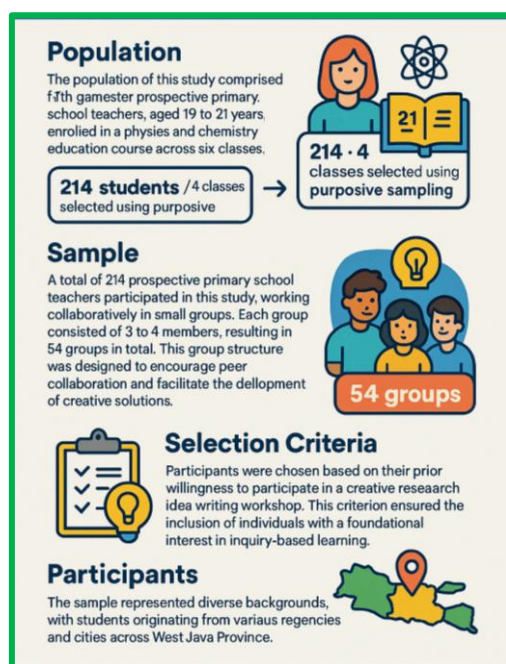 Population
The population of this study comprised
fifth gamester prospective primary.
school teachers, aged 19 to 21 years,
enrolied in a physies and chemistry
education course across six classes.
214 students / 4 classes
selected using purposive
→
21
214 · 4
classes selected using
purposive sampling
Sample
A total of 214 prospective primary school
teachers participated in this study, working
collaboratively in small groups. Each group
consisted of 3 to 4 members, resulting in
54 groups in total. This group structure
was designed to encourage peer
collaboration and facilitate the dellopment
of creative solutions.
54 groups
Selection Criteria
Participants were chosen based on their prior
willingness to participate in a creative reseaarch
idea writing workshop. This criterion ensured the
inclusion of individuals with a foundational
interest in inquiry-based learning.
Participants
The sample represented diverse backgrounds,
with students originating from varaious regencies
and cities across West Java Province.